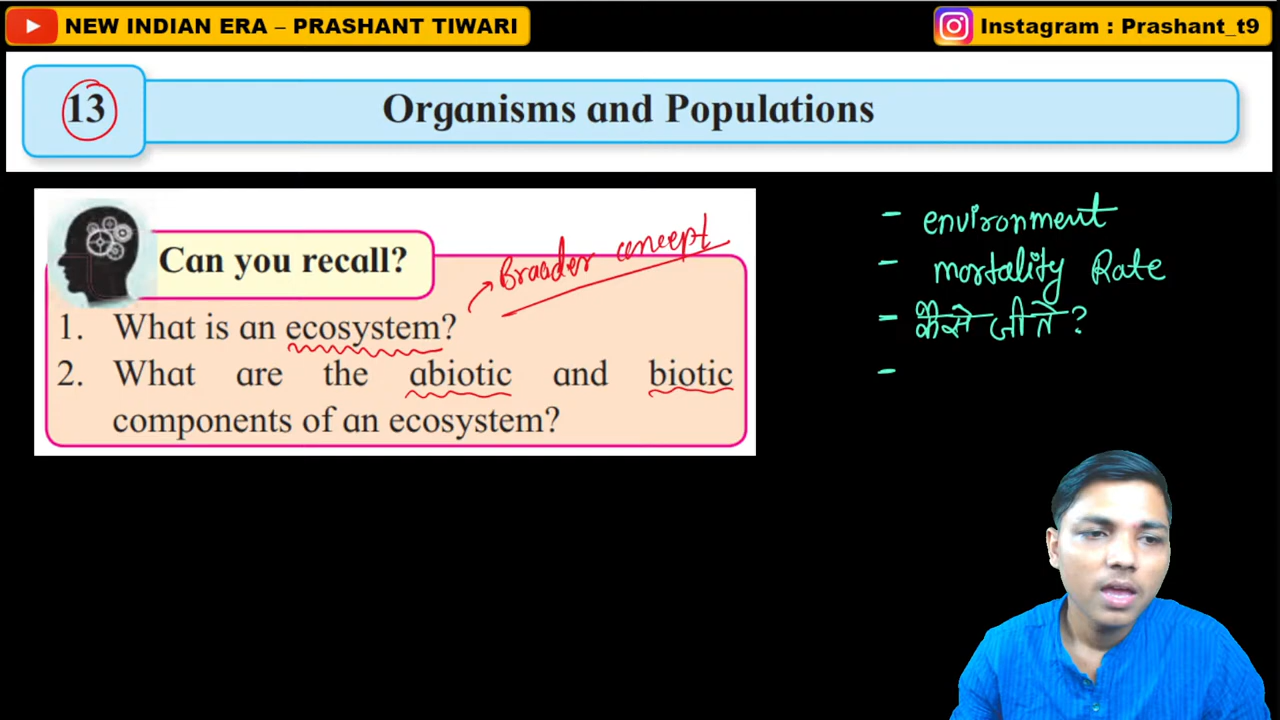 NEW INDIAN ERA – PRASHANT TIWARI
Instagram : Prashant_t9
13
Organisms and Populations
Can you recall?
Broader concept
1. What is an ecosystem?
2. What are the abiotic and biotic
components of an ecosystem?
- environment
- mortality Rate
- कैसे जीते ?
-